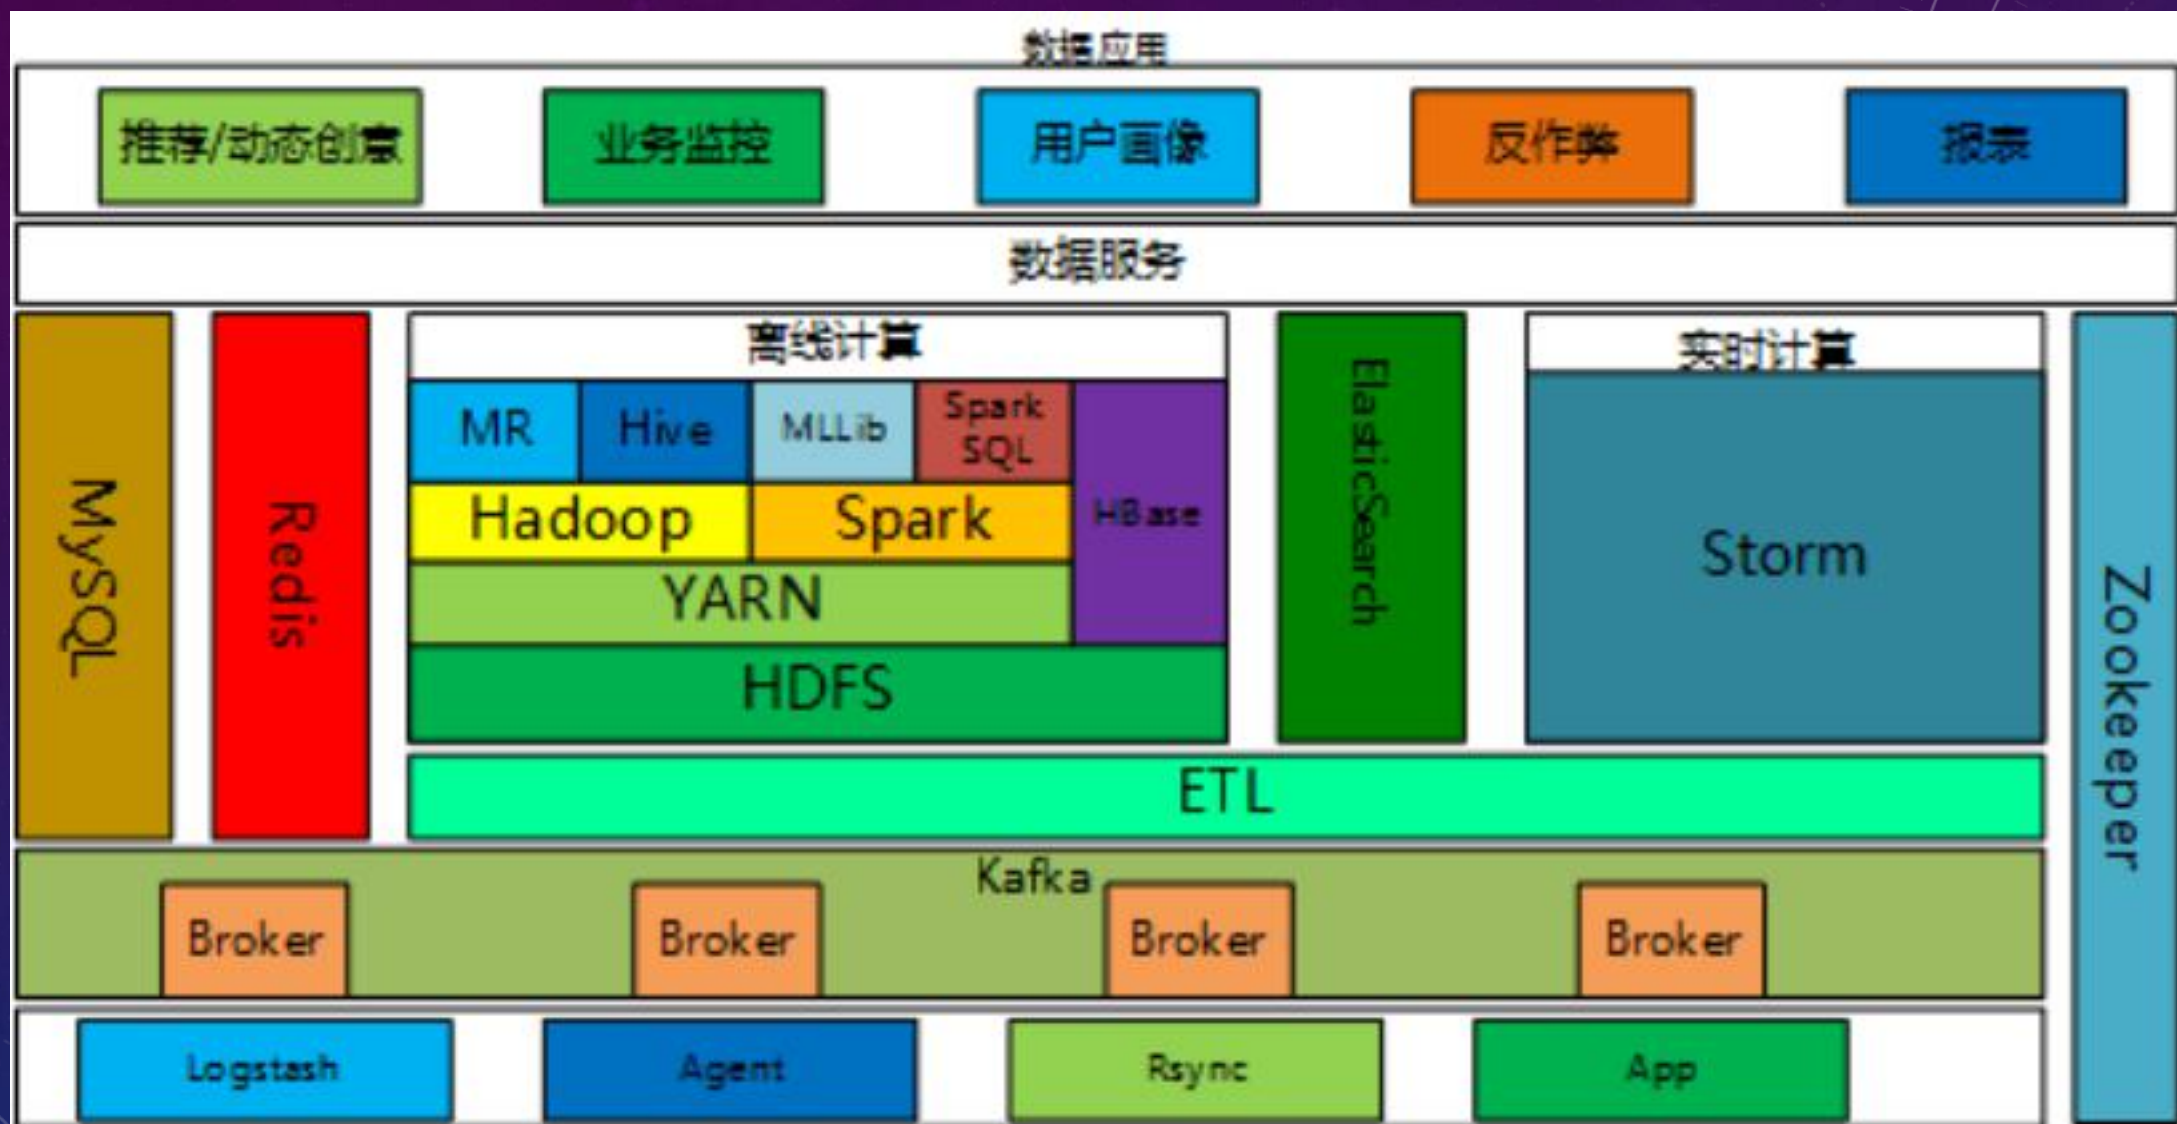 数据应用
推荐/动态创意
业务监控
用户画像
反作弊
报表
数据服务
MySQL
Redis
离线计算
MR
Hive
MLLib
Spark
SQL
Hadoop
Spark
HBase
YARN
HDFS
ElasticSearch
实时计算
Storm
Zookeeper
ETL
Kafka
Broker
Broker
Broker
Broker
Logstash
Agent
Rsync
App